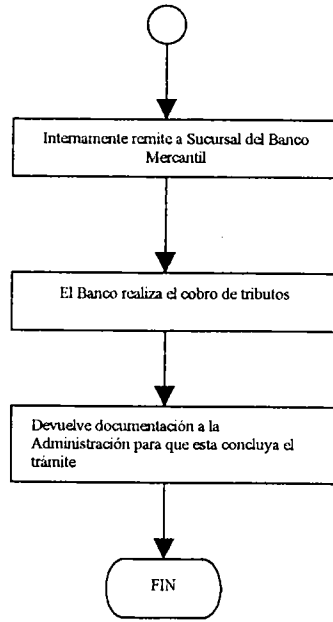 Internamente remite a Sucursal del Banco
Mercantil
El Banco realiza el cobro de tributos
Devuelve documentación a la
Administración para que esta concluya el
trámite
FIN